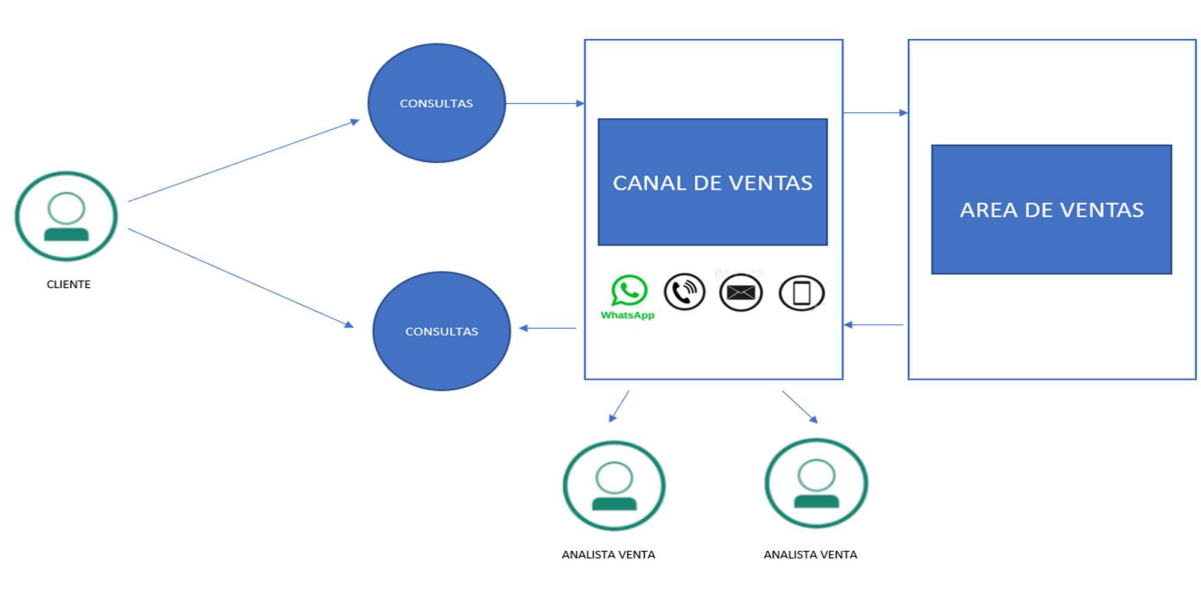 CONSULTAS
CANAL DE VENTAS
AREA DE VENTAS
CLIENTE
WhatsApp
CONSULTAS
ANALISTA VENTA
ANALISTA VENTA